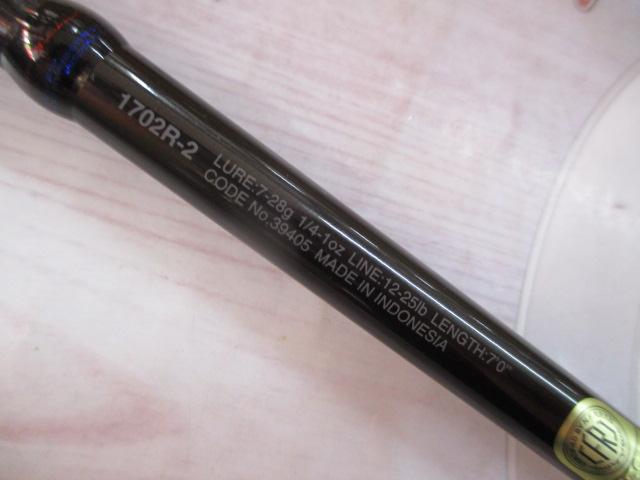 1702R-2
LURE:7-28g 1/4-1oz LINE:12-25lb LENGTH:7'0"
CODE No.39405 MADE IN INDONESIA